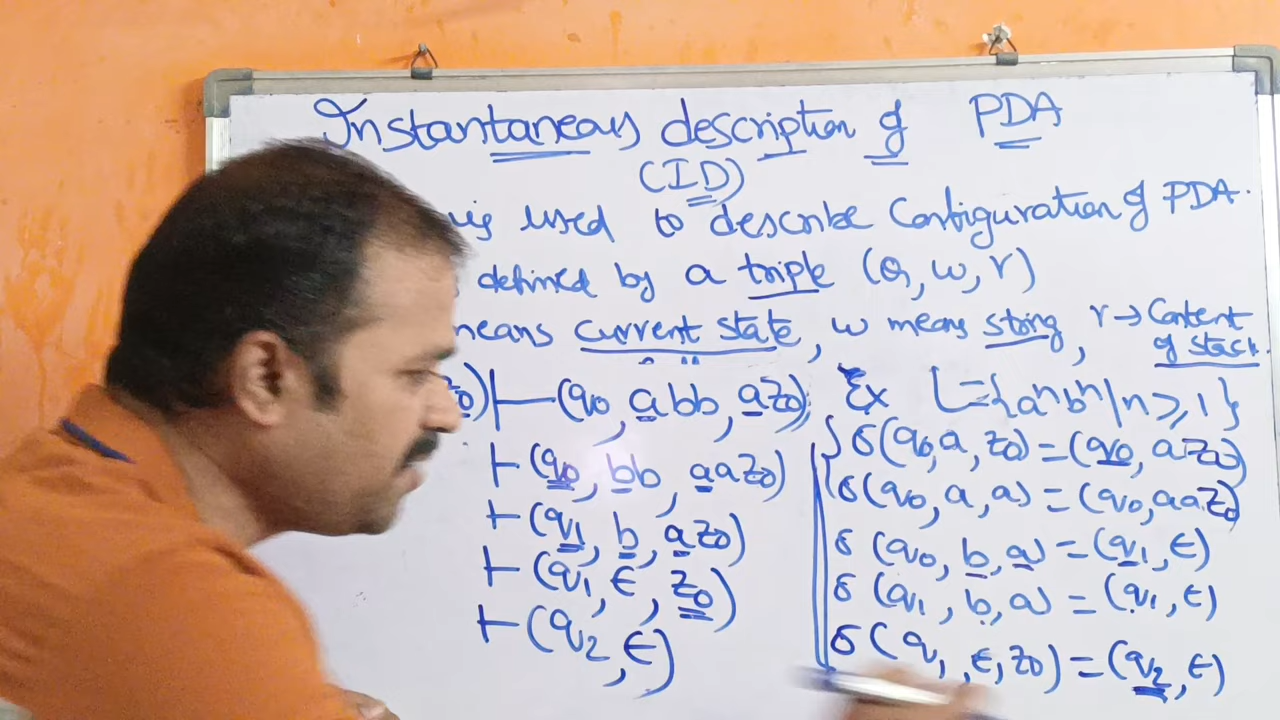 Instantaneous description of PDA
(ID)
is used to describe Configuration of PDA.
defined by a triple (Q, w, r)
means current state, w means string, r → Content of stack.
z0) ⊢ (q0, abb, az0)
⊢ (q0, bb, aaz0)
⊢ (q1, b, az0)
⊢ (q1, ε, z0)
⊢ (q2, ε)
Ex L = {aⁿbⁿ | n ≥ 1}
δ(q0, a, z0) = (q0, az0)
δ(q0, a, a) = (q0, aaz0)
δ(q0, b, a) = (q1, ε)
δ(q1, b, a) = (q1, ε)
δ(q1, ε, z0) = (q2, ε)